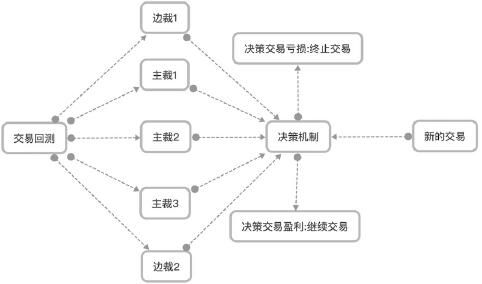 边裁1
决策交易亏损:终止交易
主裁1
交易回测
主裁2
决策机制
新的交易
主裁3
决策交易盈利:继续交易
边裁2